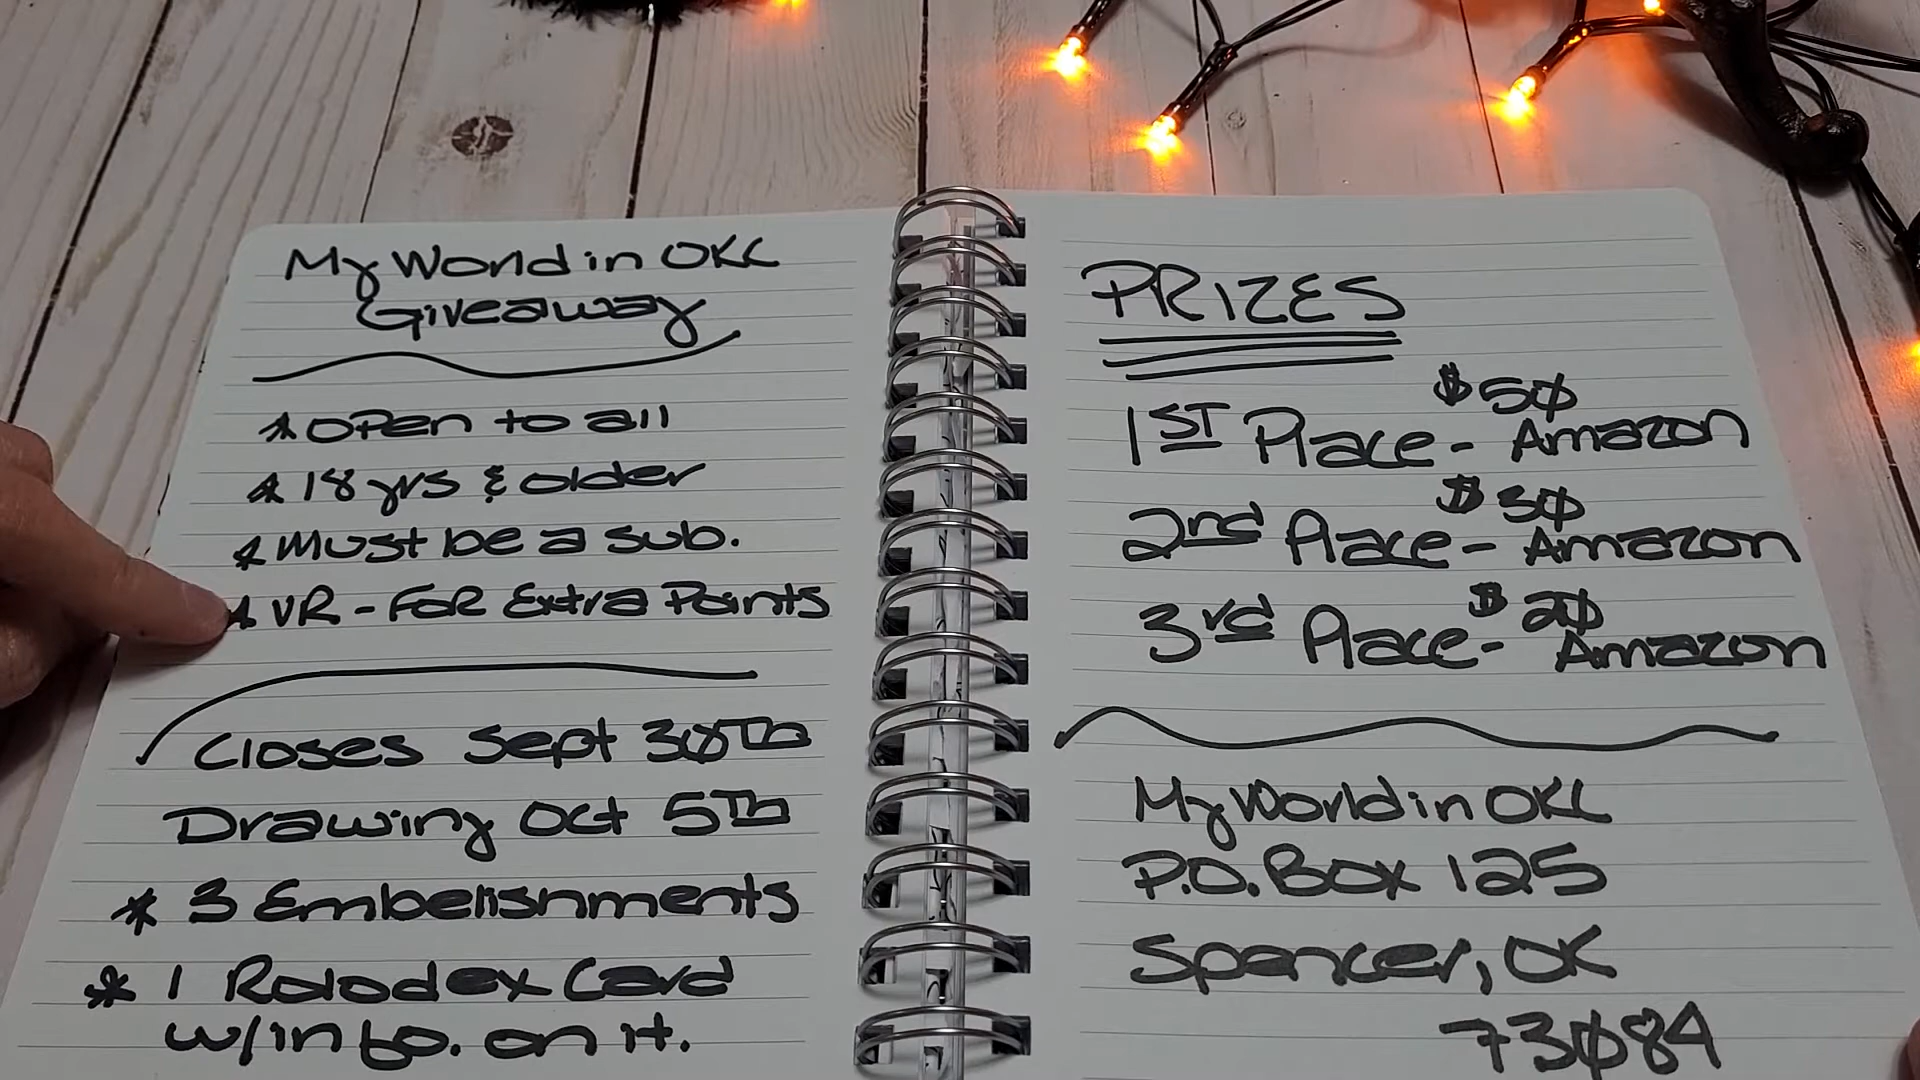 My World in OKC
Giveaway
* open to all
* 18 yrs & older
* Must be a sub.
* VR - FOR Extra Points
Closes Sept 30Th
Drawing Oct 5Th
* 3 Embelishments
* 1 Rolodex Card
w/info. on it.
PRIZES
1ST Place - $50 Amazon
2nd Place - $30 Amazon
3rd Place - $20 Amazon
My World in OKC
P.O. Box 125
Spencer, OK
73084